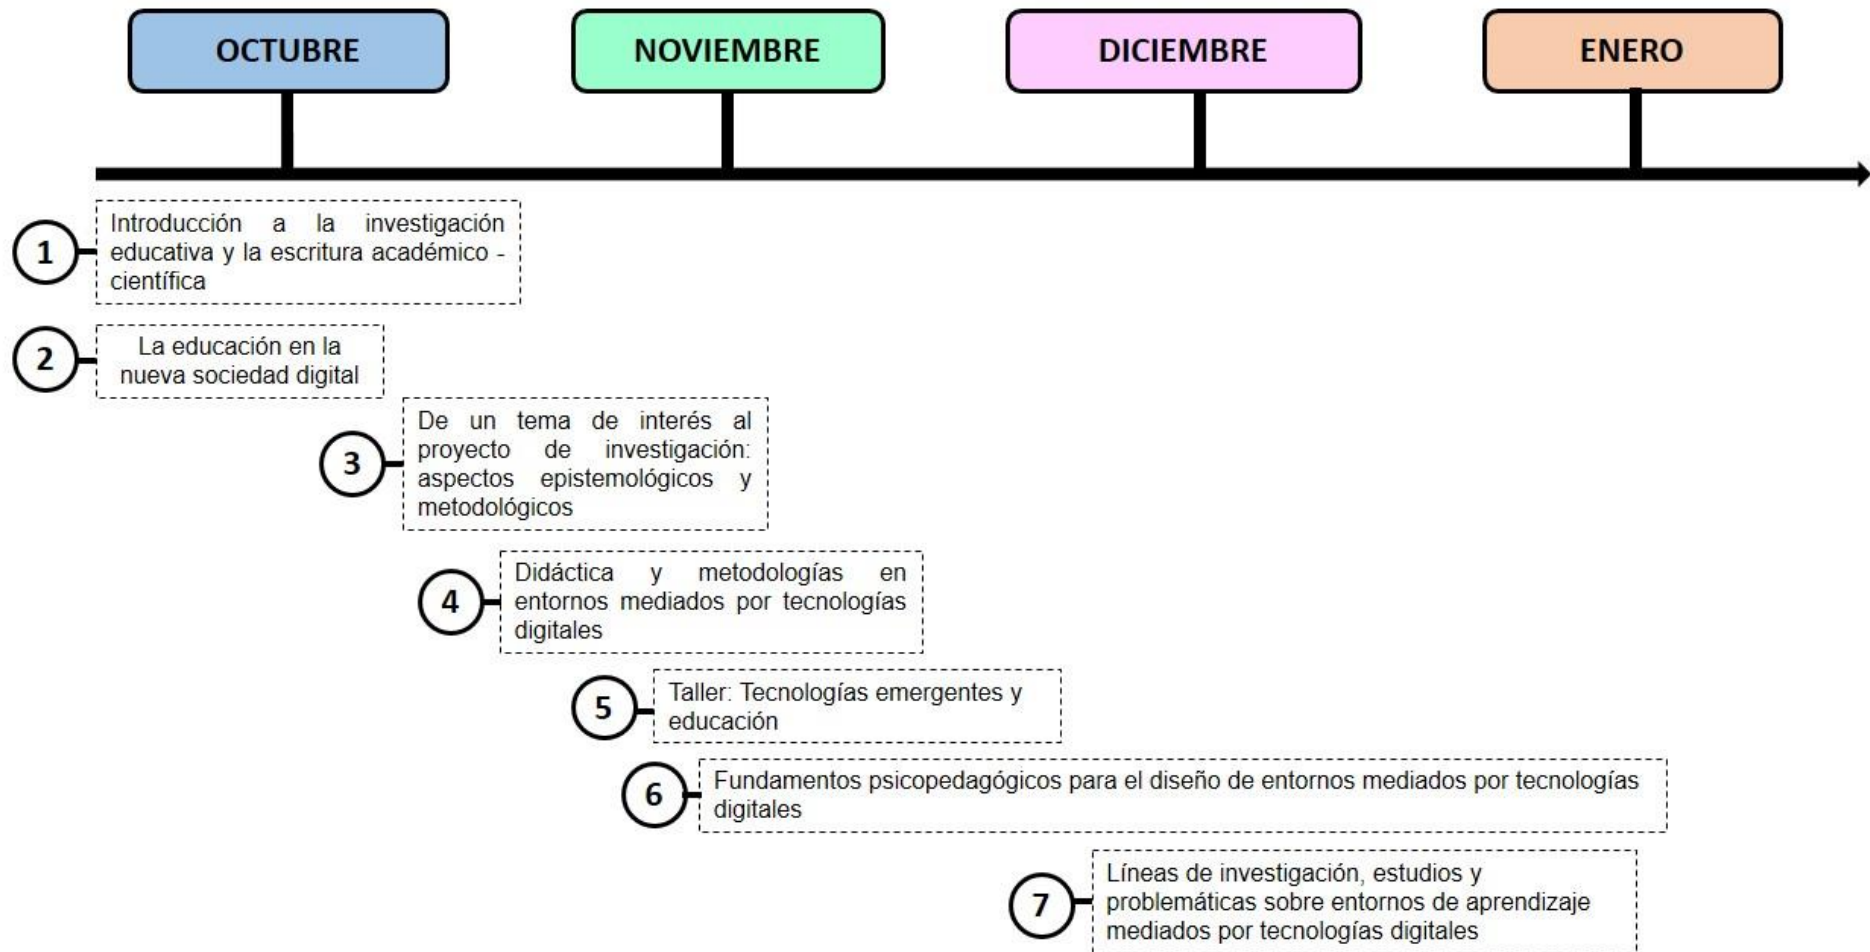 OCTUBRE
NOVIEMBRE
DICIEMBRE
ENERO
1
Introducción a la investigación
educativa y la escritura académico -
científica
2
La educación en la
nueva sociedad digital
3
De un tema de interés al
proyecto de investigación:
aspectos epistemológicos y
metodológicos
4
Didáctica y metodologías en
entornos mediados por tecnologías
digitales
5
Taller: Tecnologías emergentes y
educación
6
Fundamentos psicopedagógicos para el diseño de entornos mediados por tecnologías
digitales
7
Líneas de investigación, estudios y
problemáticas sobre entornos de aprendizaje
mediados por tecnologías digitales